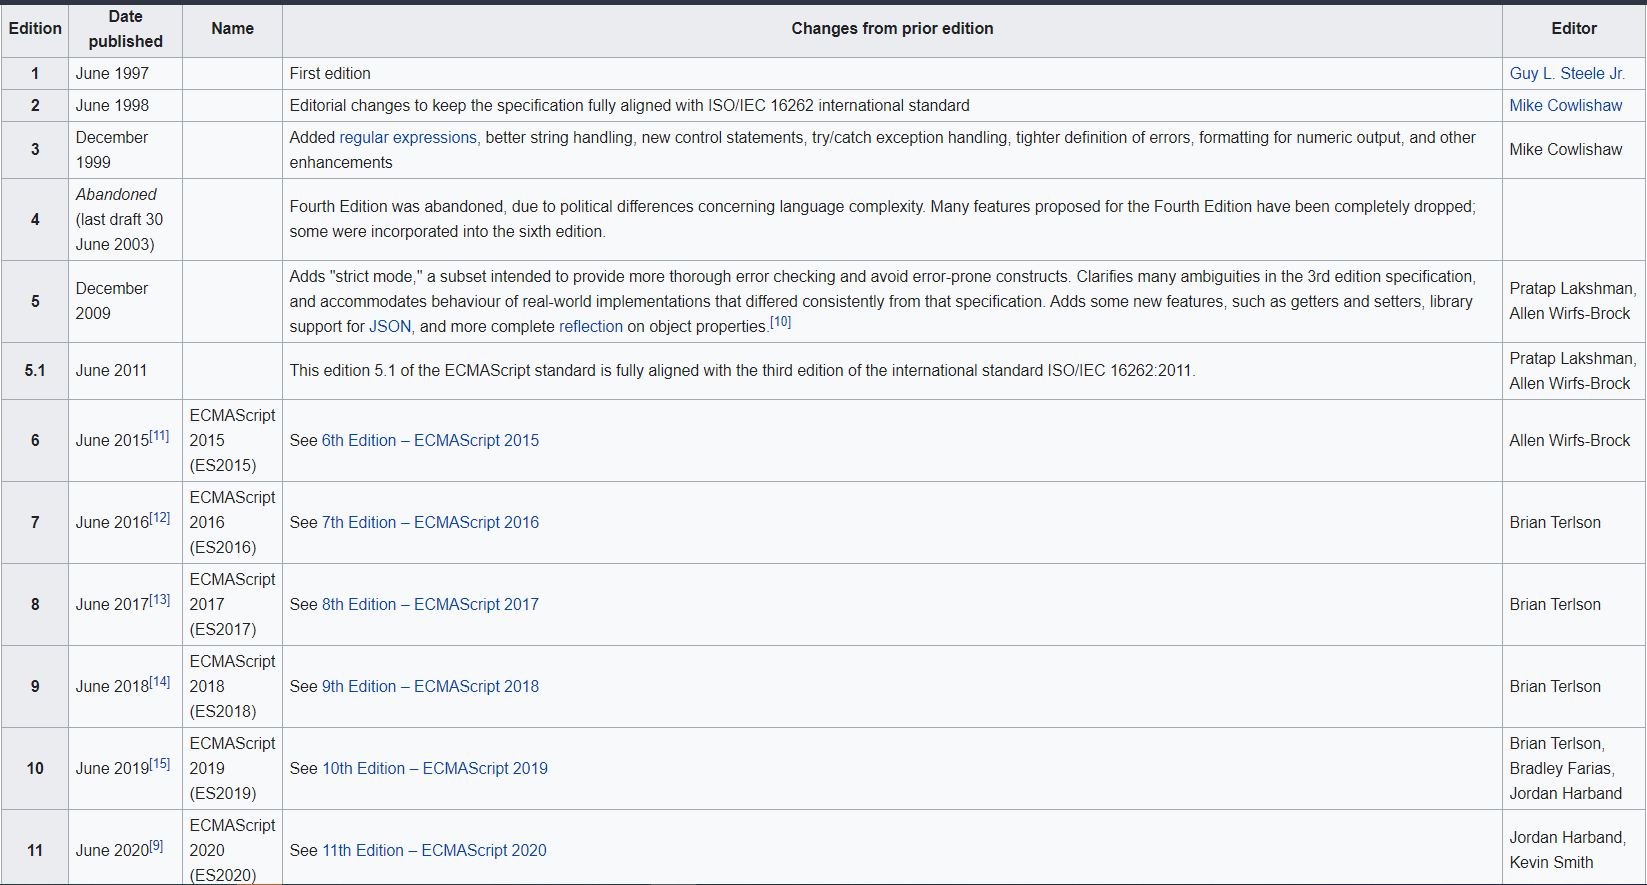 Edition
Date
published
Name
Changes from prior edition
Editor
1
June 1997
First edition
Guy L. Steele Jr.
2
June 1998
Editorial changes to keep the specification fully aligned with ISO/IEC 16262 international standard
Mike Cowlishaw
3
December
1999
Added regular expressions, better string handling, new control statements, try/catch exception handling, tighter definition of errors, formatting for numeric output, and other
enhancements
Mike Cowlishaw
4
Abandoned
(last draft 30
June 2003)
Fourth Edition was abandoned, due to political differences concerning language complexity. Many features proposed for the Fourth Edition have been completely dropped;
some were incorporated into the sixth edition.
5
December
2009
Adds "strict mode," a subset intended to provide more thorough error checking and avoid error-prone constructs. Clarifies many ambiguities in the 3rd edition specification,
and accommodates behaviour of real-world implementations that differed consistently from that specification. Adds some new features, such as getters and setters, library
support for JSON, and more complete reflection on object properties.[10]
Pratap Lakshman,
Allen Wirfs-Brock
5.1
June 2011
This edition 5.1 of the ECMAScript standard is fully aligned with the third edition of the international standard ISO/IEC 16262:2011.
Pratap Lakshman,
Allen Wirfs-Brock
6
June 2015[11]
ECMAScript
2015
(ES2015)
See 6th Edition – ECMAScript 2015
Allen Wirfs-Brock
7
June 2016[12]
ECMAScript
2016
(ES2016)
See 7th Edition – ECMAScript 2016
Brian Terlson
8
June 2017[13]
ECMAScript
2017
(ES2017)
See 8th Edition – ECMAScript 2017
Brian Terlson
9
June 2018[14]
ECMAScript
2018
(ES2018)
See 9th Edition – ECMAScript 2018
Brian Terlson
10
June 2019[15]
ECMAScript
2019
(ES2019)
See 10th Edition – ECMAScript 2019
Brian Terlson,
Bradley Farias,
Jordan Harband
11
June 2020[9]
ECMAScript
2020
(ES2020)
See 11th Edition – ECMAScript 2020
Jordan Harband,
Kevin Smith